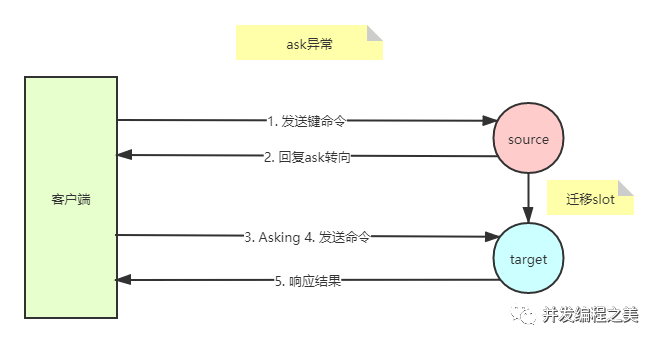 ask异常
1. 发送键命令
source
2. 回复ask转向
客户端
迁移slot
3. Asking 4. 发送命令
target
5. 响应结果
并发编程之美